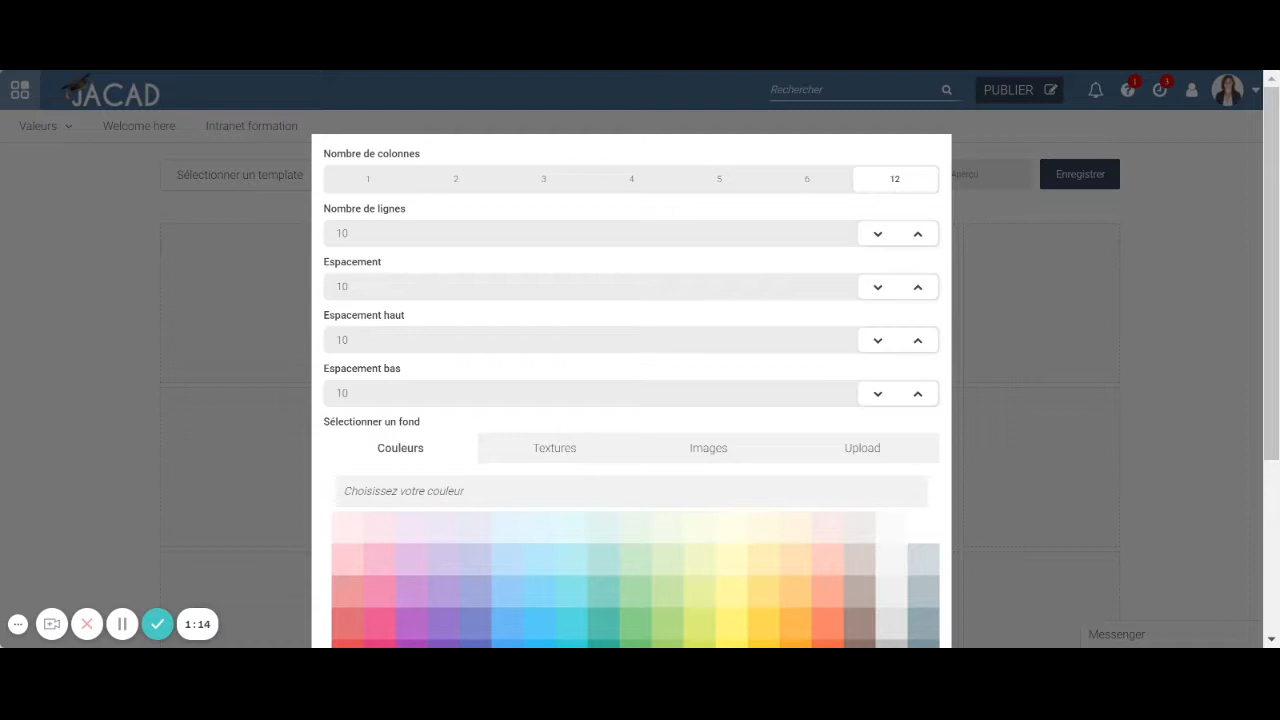 JACAD
Rechercher
PUBLIER
1
3
Valeurs
Welcome here
Intranet formation
Sélectionner un template
Aperçu
Enregistrer
Nombre de colonnes
1 2 3 4 5 6 12
Nombre de lignes
10
Espacement
10
Espacement haut
10
Espacement bas
10
Sélectionner un fond
Couleurs Textures Images Upload
Choisissez votre couleur
1:14
Messenger